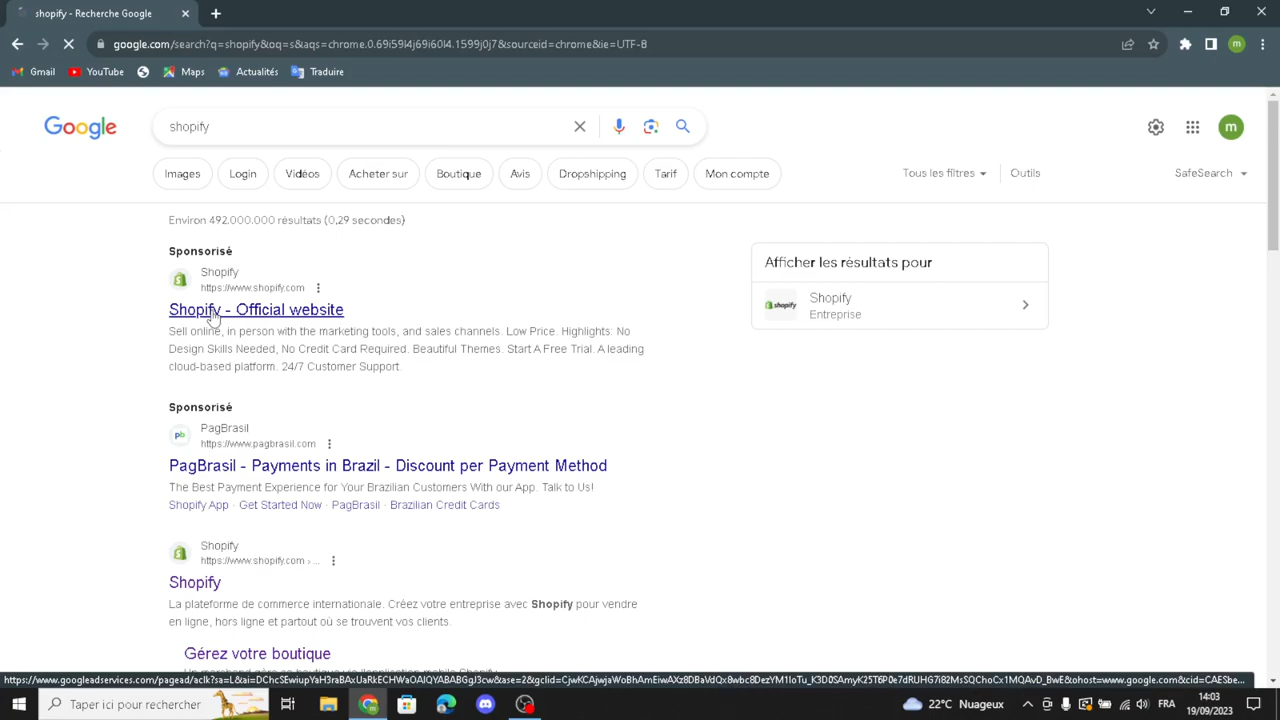 shopify - Recherche Google
google.com/search?q=shopify&oq=s&aqs=chrome.0.69i59l4j69i60l4.1599j0j7&sourceid=chrome&ie=UTF-8
m
Gmail
YouTube
Maps
Actualités
Traduire
Google
shopify
m
Images
Login
Vidéos
Acheter sur
Boutique
Avis
Dropshipping
Tarif
Mon compte
Tous les filtres
Outils
SafeSearch
Environ 492.000.000 résultats (0,29 secondes)
Sponsorisé
Shopify
https://www.shopify.com
Shopify - Official website
Sell online, in person with the marketing tools, and sales channels. Low Price. Highlights: No
Design Skills Needed, No Credit Card Required. Beautiful Themes. Start A Free Trial. A leading
cloud-based platform. 24/7 Customer Support.
Afficher les résultats pour
shopify
Shopify
Entreprise
Sponsorisé
pb
PagBrasil
https://www.pagbrasil.com
PagBrasil - Payments in Brazil - Discount per Payment Method
The Best Payment Experience for Your Brazilian Customers With our App. Talk to Us!
Shopify App · Get Started Now · PagBrasil · Brazilian Credit Cards
Shopify
https://www.shopify.com › ...
Shopify
La plateforme de commerce internationale. Créez votre entreprise avec Shopify pour vendre
en ligne, hors ligne et partout où se trouvent vos clients.
Gérez votre boutique
Taper ici pour rechercher
22°C Nuageux
FRA
14:03
19/09/2023